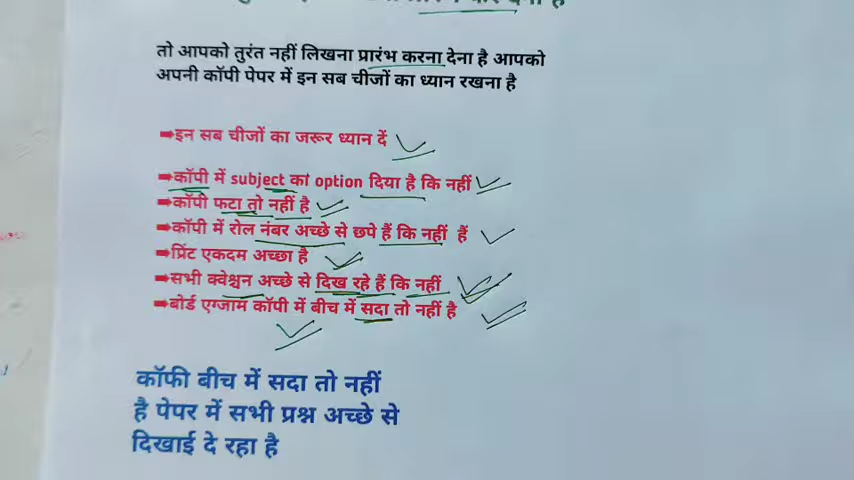 तो आपको तुरंत नहीं लिखना प्रारंभ करना देना है आपको
अपनी कॉपी पेपर में इन सब चीजों का ध्यान रखना है
➡इन सब चीजों का जरूर ध्यान दें
➡कॉपी में subject का option दिया है कि नहीं
➡कॉपी फटा तो नहीं है
➡कॉपी में रोल नंबर अच्छे से छपे हैं कि नहीं हैं
➡प्रिंट एकदम अच्छा है
➡सभी क्वेश्चन अच्छे से दिख रहे हैं कि नहीं
➡बोर्ड एग्जाम कॉपी में बीच में सदा तो नहीं है
कॉफी बीच में सदा तो नहीं
है पेपर में सभी प्रश्न अच्छे से
दिखाई दे रहा है